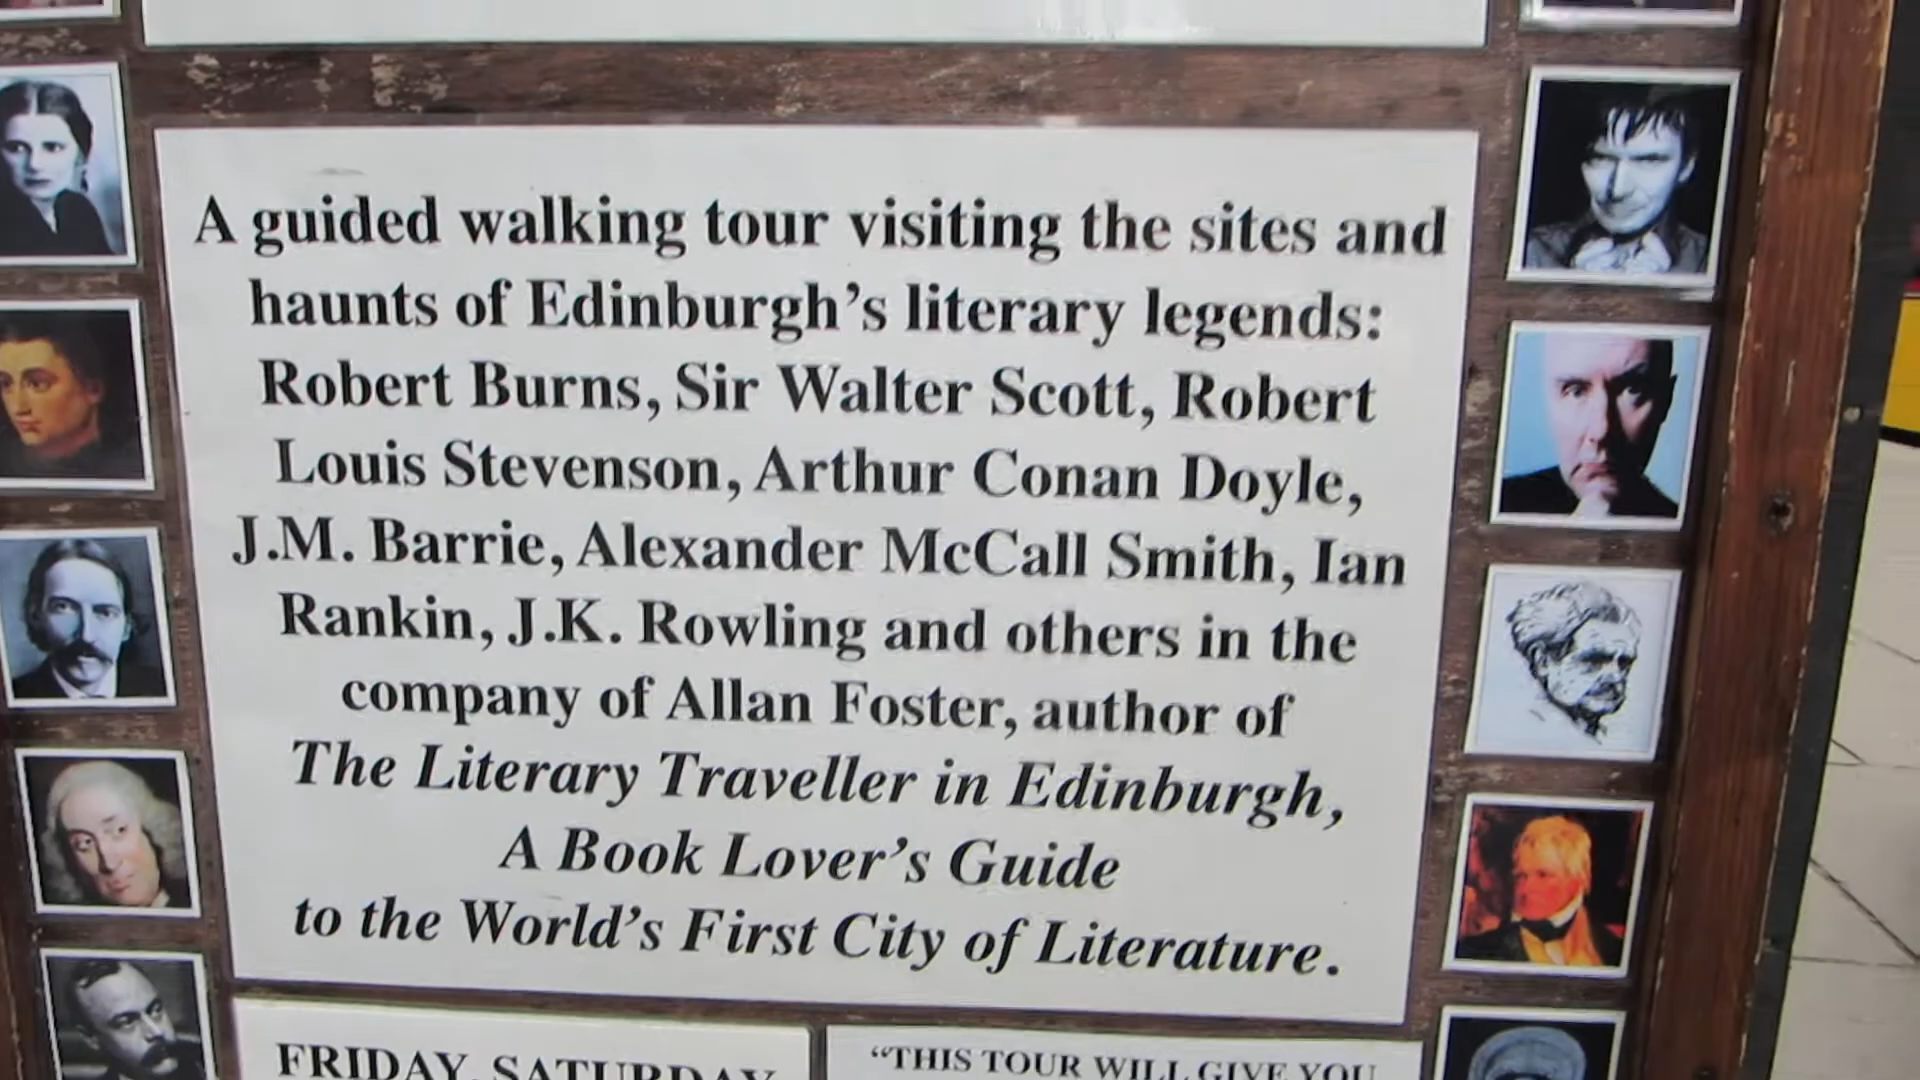 A guided walking tour visiting the sites and
haunts of Edinburgh’s literary legends:
Robert Burns, Sir Walter Scott, Robert
Louis Stevenson, Arthur Conan Doyle,
J.M. Barrie, Alexander McCall Smith, Ian
Rankin, J.K. Rowling and others in the
company of Allan Foster, author of
The Literary Traveller in Edinburgh,
A Book Lover’s Guide
to the World’s First City of Literature.
FRIDAY, SATURDAY
“THIS TOUR WILL GIVE YOU